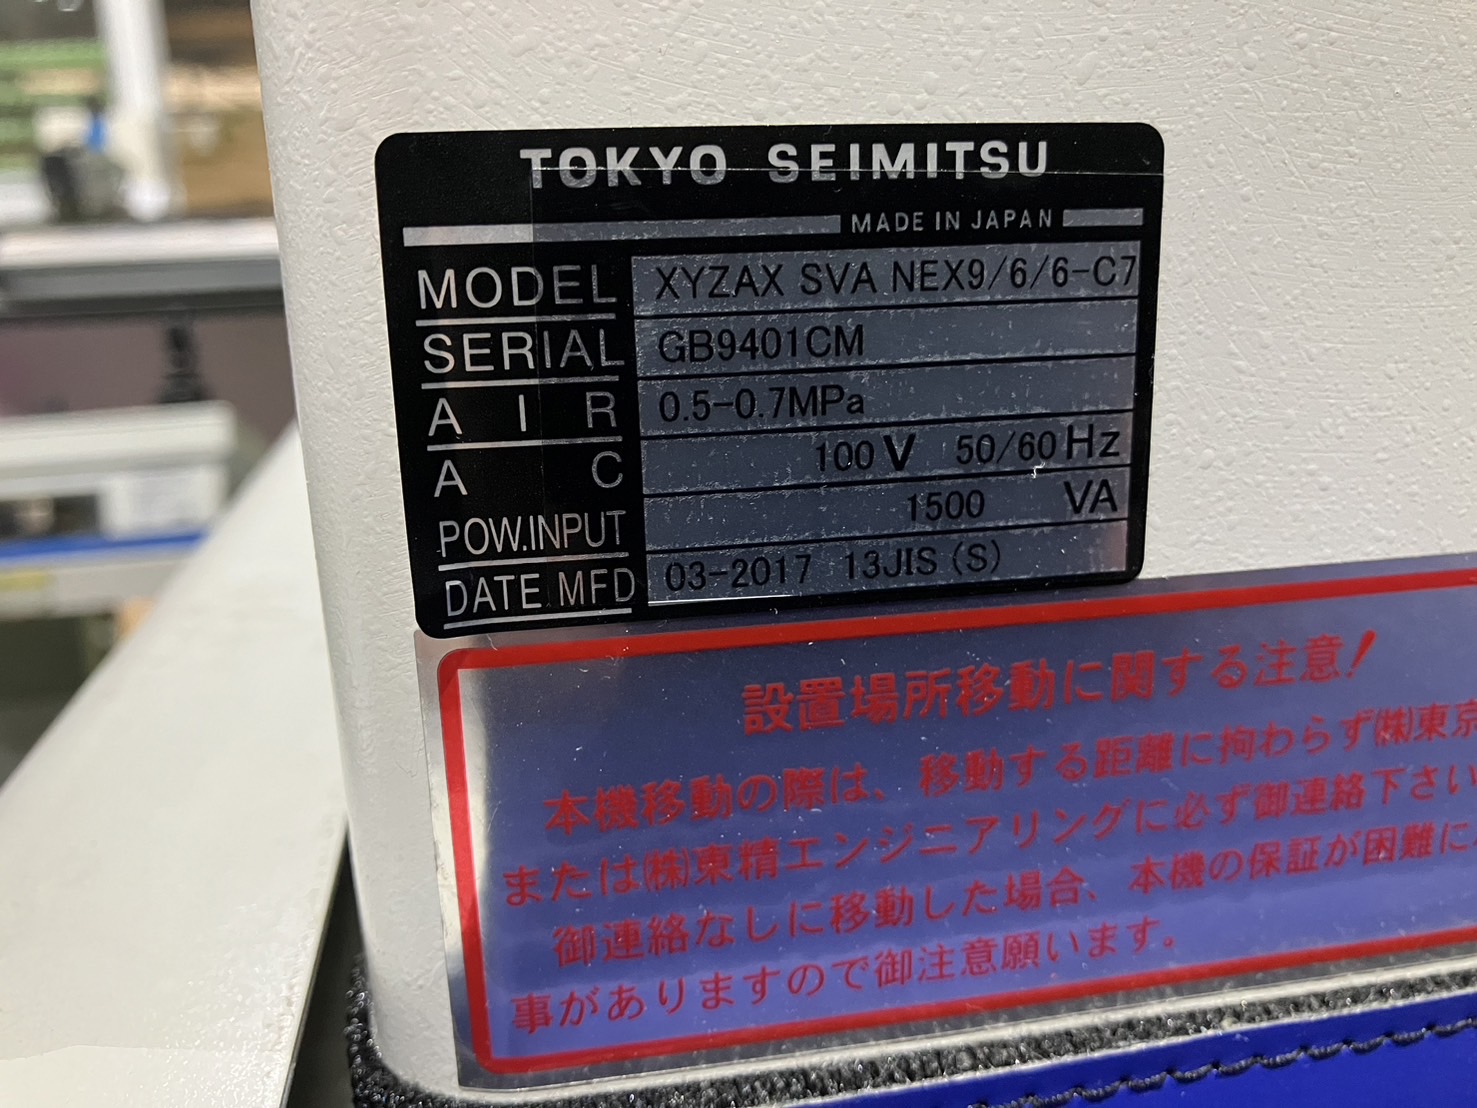 TOKYO SEIMITSU
MADE IN JAPAN
MODEL XYZAX SVA NEX9/6/6-C7
SERIAL GB9401CM
AIR 0.5-0.7MPa
AC 100 V 50/60 Hz
POW.INPUT 1500 VA
DATE MFD 03-2017 13JIS (S)
設置場所移動に関する注意!
本機移動の際は、移動する距離に拘わらず㈱東京
または㈱東精エンジニアリングに必ず御連絡下さい
御連絡なしに移動した場合、本機の保証が困難に
事がありますので御注意願います。